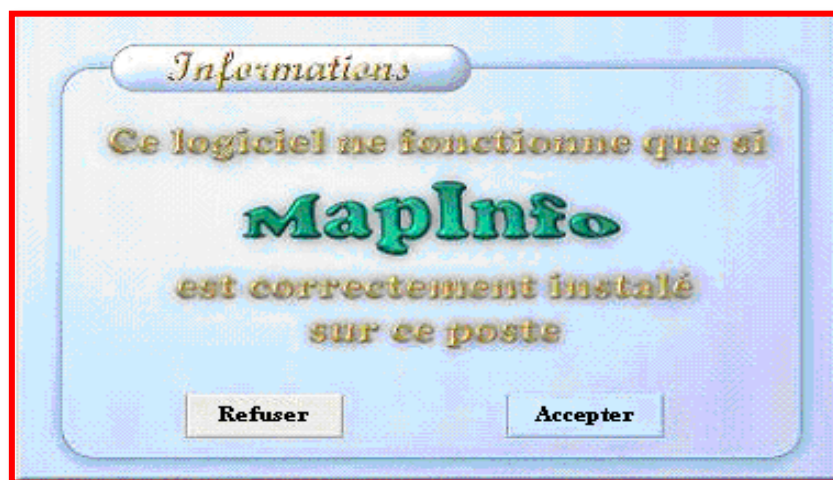 Informations
Ce logiciel ne fonctionne que si
MapInfo
est correctement instalé
sur ce poste
Refuser
Accepter